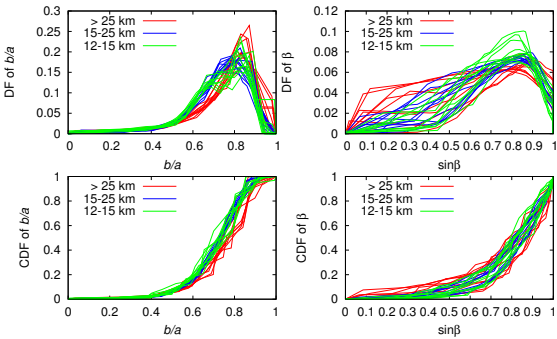 DF of b/a
0.3
0.25
0.2
0.15
0.1
0.05
0
> 25 km
15-25 km
12-15 km
0 0.2 0.4 0.6 0.8 1
b/a
DF of β
0.12
0.1
0.08
0.06
0.04
0.02
0
> 25 km
15-25 km
12-15 km
0 0.1 0.2 0.3 0.4 0.5 0.6 0.7 0.8 0.9 1
sinβ
CDF of b/a
1
0.8
0.6
0.4
0.2
0
> 25 km
15-25 km
12-15 km
0 0.2 0.4 0.6 0.8 1
b/a
CDF of β
1
0.8
0.6
0.4
0.2
0
> 25 km
15-25 km
12-15 km
0 0.1 0.2 0.3 0.4 0.5 0.6 0.7 0.8 0.9 1
sinβ